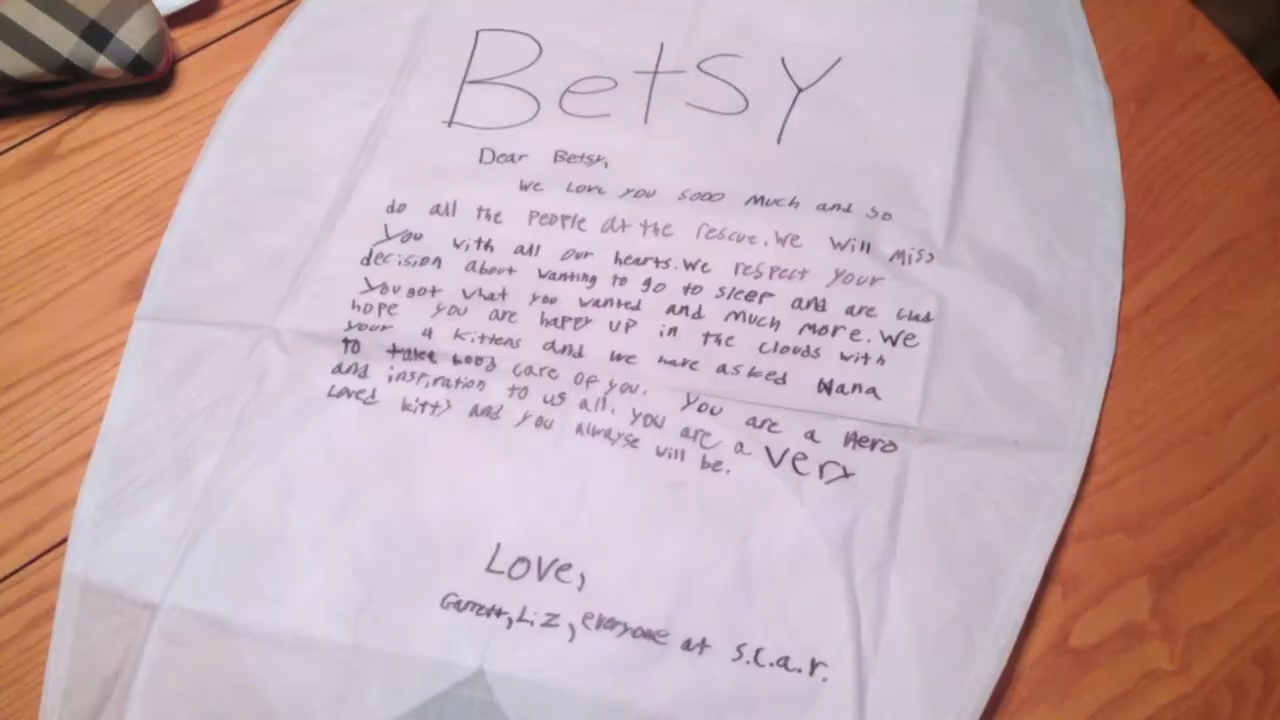 Betsy
Dear Betsy,
We Love you sooo Much and so
do all the people at the rescue. We will miss
You with all our hearts. We respect your
decision about wanting to go to sleep and are Glad
You got what you wanted and Much more. We
hope you are happy up in the clouds with
your 4 kittens and we have asked Nana
to take Good care of you. You are a Hero
and inspiration to us all. you are a very
Loved kitty and you alwayse will be.
Love,
Garrett, Liz, everyone at S.C.a.r.